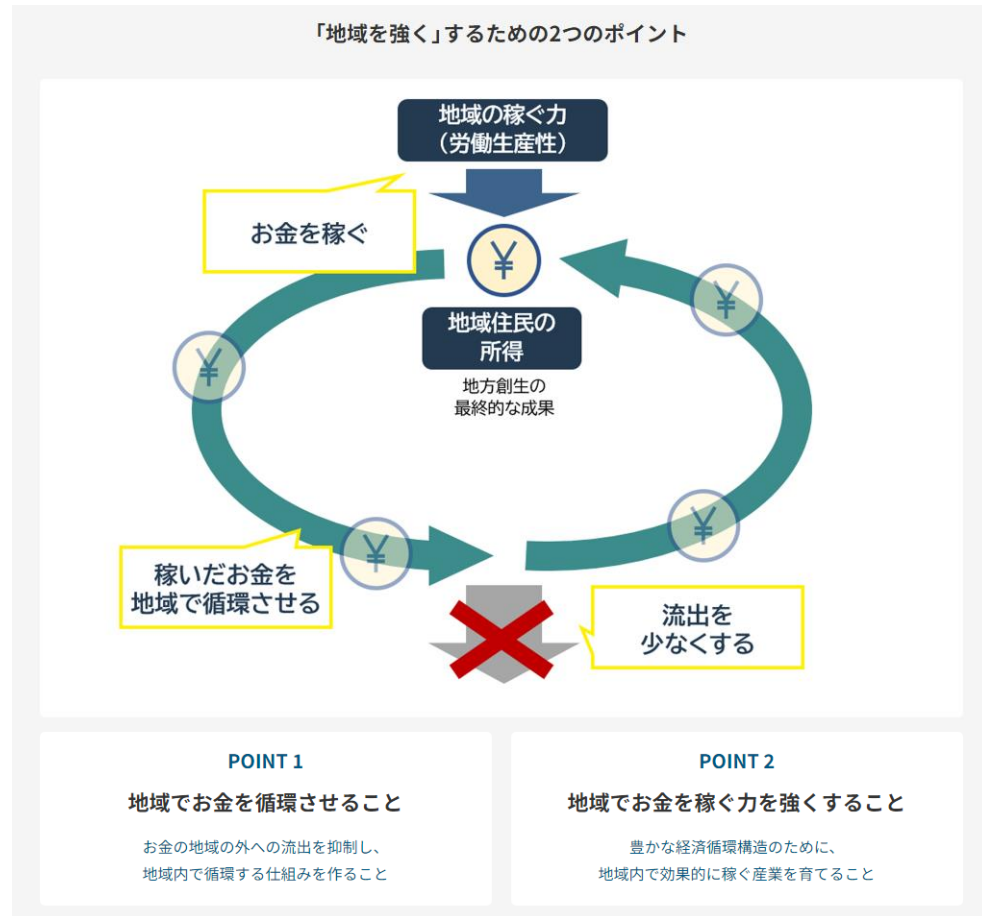 「地域を強く」するための2つのポイント
地域の稼ぐ力
（労働生産性）
お金を稼ぐ
¥
¥
¥
地域住民の
所得
地方創生の
最終的な成果
¥
¥
稼いだお金を
地域で循環させる
流出を
少なくする
POINT 1
地域でお金を循環させること
お金の地域の外への流出を抑制し、
地域内で循環する仕組みを作ること
POINT 2
地域でお金を稼ぐ力を強くすること
豊かな経済循環構造のために、
地域内で効果的に稼ぐ産業を育てること